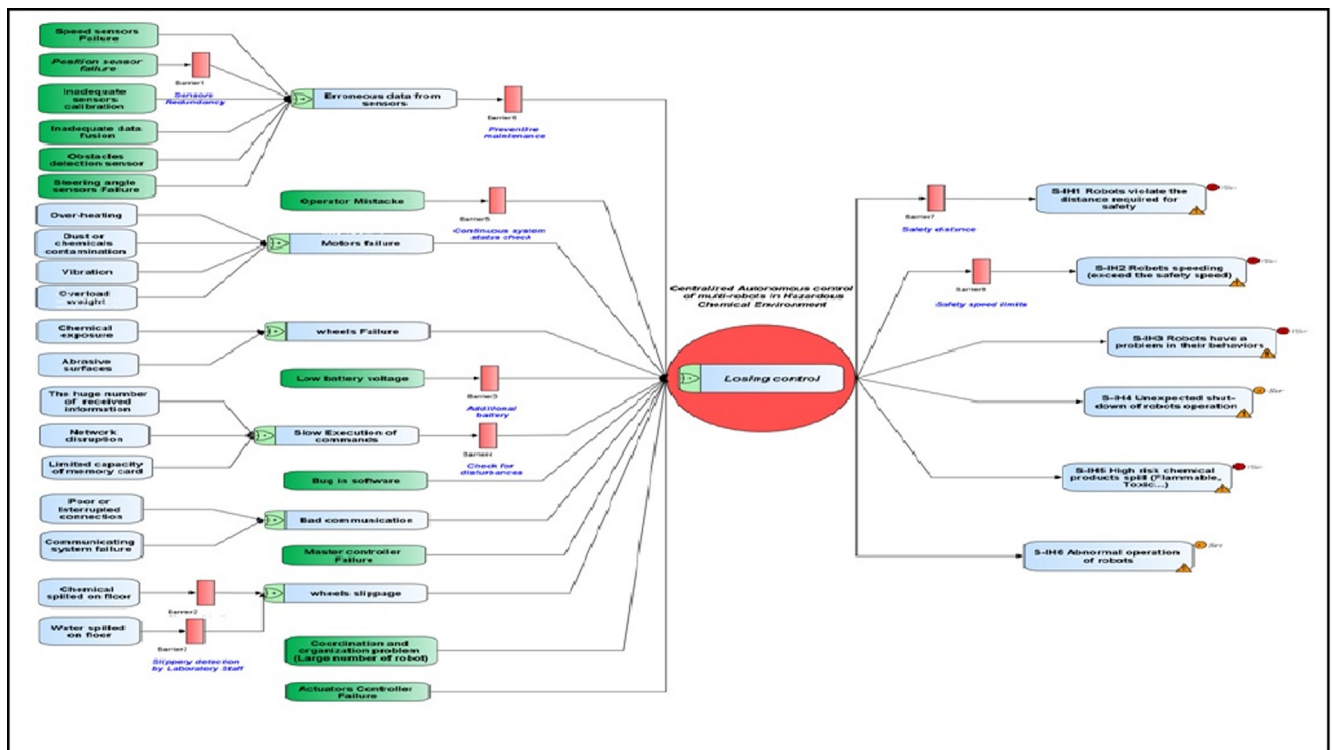 Speed sensors
Failure
Position sensor
failure
Barrier1
Sensors
Redundancy
Inadequate
sensors
calibration
Inadequate data
fusion
Obstacles
detection sensor
Steering angle
sensors Failure
Erroneous data from
sensors
Barrier6
Preventive
maintenance
Operator Mistacke
Barrier5
Continuous system
status check
Over-heating
Dust or
chemicals
contamination
Vibration
Overload
weight
Motors failure
Chemical
exposure
Abrasive
surfaces
wheels Failure
Low battery voltage
Barrier3
Additional
battery
The huge number
of received
information
Network
disruption
Limited capacity
of memory card
Slow Execution of
commands
Check for
disturbances
Bug in software
Poor or
Interrupted
connection
Communicating
system failure
Bad communication
Master controller
Failure
Chemical
spilled on floor
Barrier2
Water spilled
on floor
Slippery detection
by Laboratory Staff
wheels slippage
Coordination and
organization problem
(Large number of robot)
Actuators Controller
Failure
Centralized Autonomous control
of multi-robots in Hazardous
Chemical Environment
Losing control
Barrier7
Safety distance
S-IH1 Robots violate the
distance required for
safety
Safety speed limits
S-IH2 Robots speeding
(exceed the safety speed)
S-IH3 Robots have a
problem in their behaviors
S-IH4 Unexpected shut-
down of robots operation
S-IH5 High risk chemical
products spill (Flammable,
Toxic...)
S-IH6 Abnormal operation
of robots